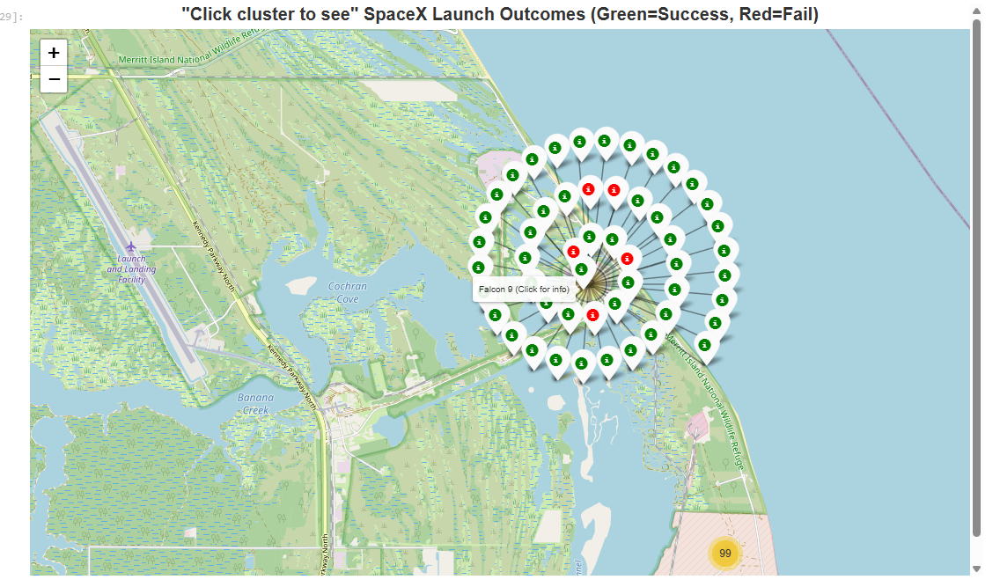 29]:
"Click cluster to see" SpaceX Launch Outcomes (Green=Success, Red=Fail)
+
−
Merritt Island National Wildlife Refug
Kennedy Parkway North
Launch
and Landing
Facility
Cochran
Cove
Falcon 9 (Click for info)
Merritt Island National Wildlife Refuge
Kennedy Parkway North
Banana
Creek
rkway North
nnel
99